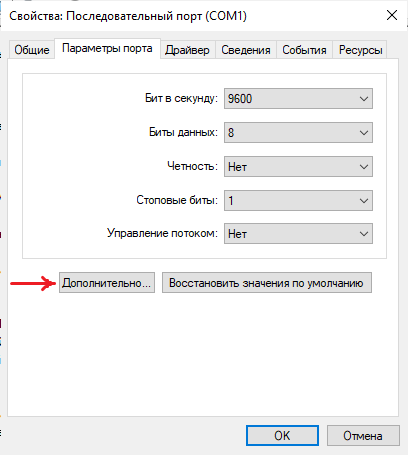 Свойства: Последовательный порт (COM1)
Общие Параметры порта Драйвер Сведения События Ресурсы
Бит в секунду: 9600
Биты данных: 8
Четность: Нет
Стоповые биты: 1
Управление потоком: Нет
Дополнительно... Восстановить значения по умолчанию
OK Отмена